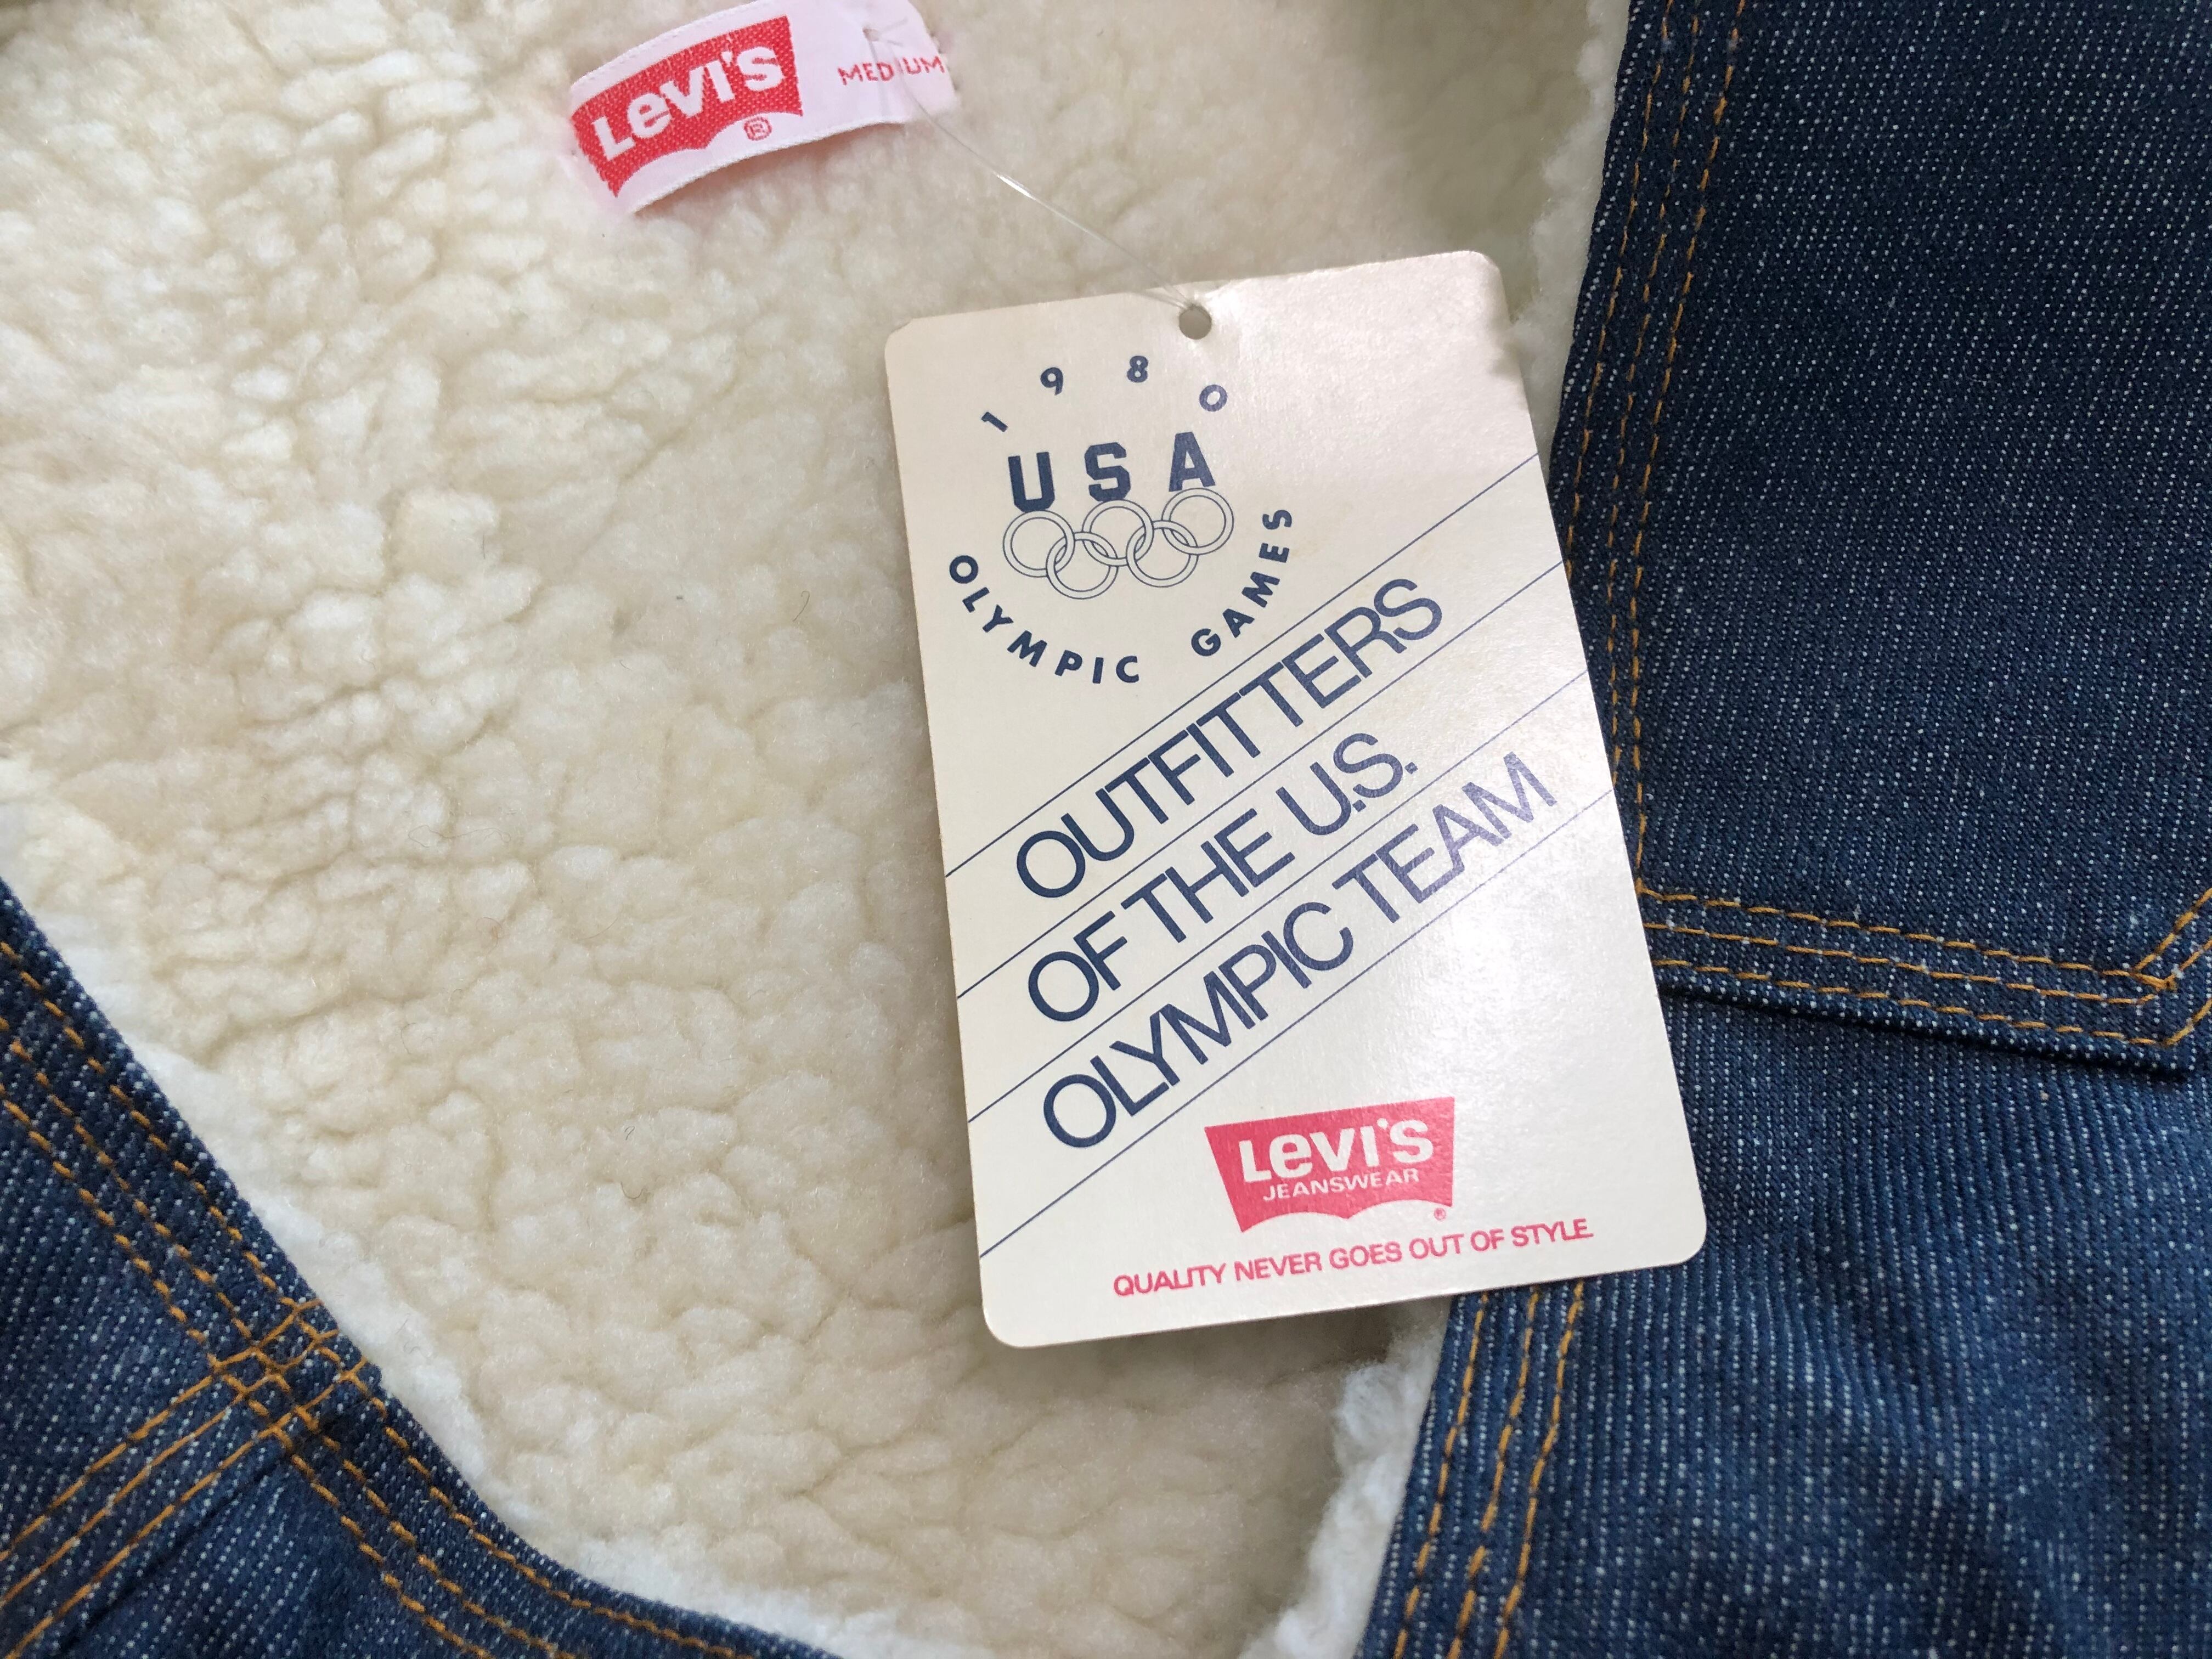 Levi's
®
MEDIUM
1980
USA
OLYMPIC GAMES
OUTFITTERS
OF THE U.S.
OLYMPIC TEAM
Levi's
JEANSWEAR
®
QUALITY NEVER GOES OUT OF STYLE